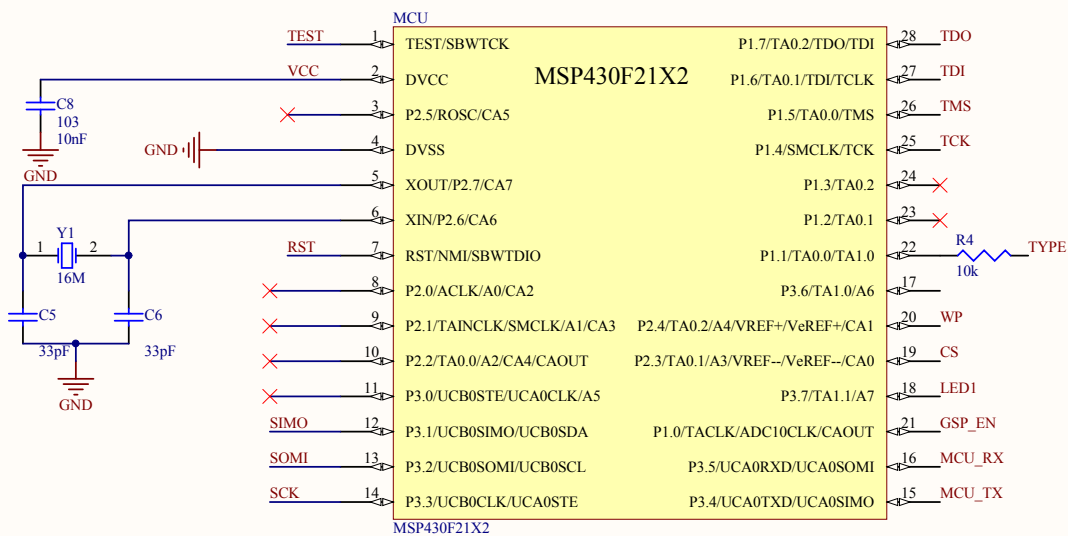 MCU
MSP430F21X2
TEST 1 TEST/SBWTCK
VCC 2 DVCC
3 P2.5/ROSC/CA5
GND 4 DVSS
5 XOUT/P2.7/CA7
6 XIN/P2.6/CA6
RST 7 RST/NMI/SBWTDIO
8 P2.0/ACLK/A0/CA2
9 P2.1/TAINCLK/SMCLK/A1/CA3
10 P2.2/TA0.0/A2/CA4/CAOUT
11 P3.0/UCB0STE/UCA0CLK/A5
SIMO 12 P3.1/UCB0SIMO/UCB0SDA
SOMI 13 P3.2/UCB0SOMI/UCB0SCL
SCK 14 P3.3/UCB0CLK/UCA0STE
P1.7/TA0.2/TDO/TDI 28 TDO
P1.6/TA0.1/TDI/TCLK 27 TDI
P1.5/TA0.0/TMS 26 TMS
P1.4/SMCLK/TCK 25 TCK
P1.3/TA0.2 24
P1.2/TA0.1 23
P1.1/TA0.0/TA1.0 22
R4
10k
TYPE
P3.6/TA1.0/A6 17
P2.4/TA0.2/A4/VREF+/VeREF+/CA1 20 WP
P2.3/TA0.1/A3/VREF--/VeREF--/CA0 19 CS
P3.7/TA1.1/A7 18 LED1
P1.0/TACLK/ADC10CLK/CAOUT 21 GSP_EN
P3.5/UCA0RXD/UCA0SOMI 16 MCU_RX
P3.4/UCA0TXD/UCA0SIMO 15 MCU_TX
MSP430F21X2
C8
103
10nF
GND
Y1
1 2
16M
C5
33pF
C6
33pF
GND